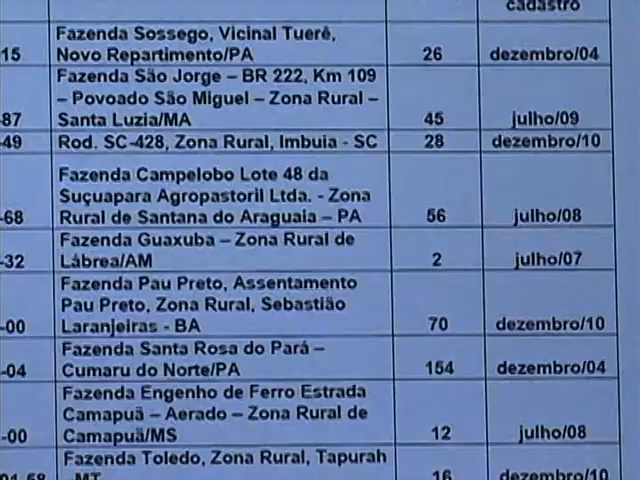 cadastro
Fazenda Sossego, Vicinal Tuerê,
15 Novo Repartimento/PA 26 dezembro/04
Fazenda São Jorge – BR 222, Km 109
– Povoado São Miguel – Zona Rural –
87 Santa Luzia/MA 45 julho/09
-49 Rod. SC-428, Zona Rural, Imbuia - SC 28 dezembro/10
Fazenda Campelobo Lote 48 da
Suçuapara Agropastoril Ltda. - Zona
-68 Rural de Santana do Araguaia – PA 56 julho/08
Fazenda Guaxuba – Zona Rural de
-32 Lábrea/AM 2 julho/07
Fazenda Pau Preto, Assentamento
Pau Preto, Zona Rural, Sebastião
-00 Laranjeiras - BA 70 dezembro/10
Fazenda Santa Rosa do Pará –
-04 Cumaru do Norte/PA 154 dezembro/04
Fazenda Engenho de Ferro Estrada
Camapuã – Aerado – Zona Rural de
-00 Camapuã/MS 12 julho/08
Fazenda Toledo, Zona Rural, Tapurah
01-58 – MT 16 dezembro/10